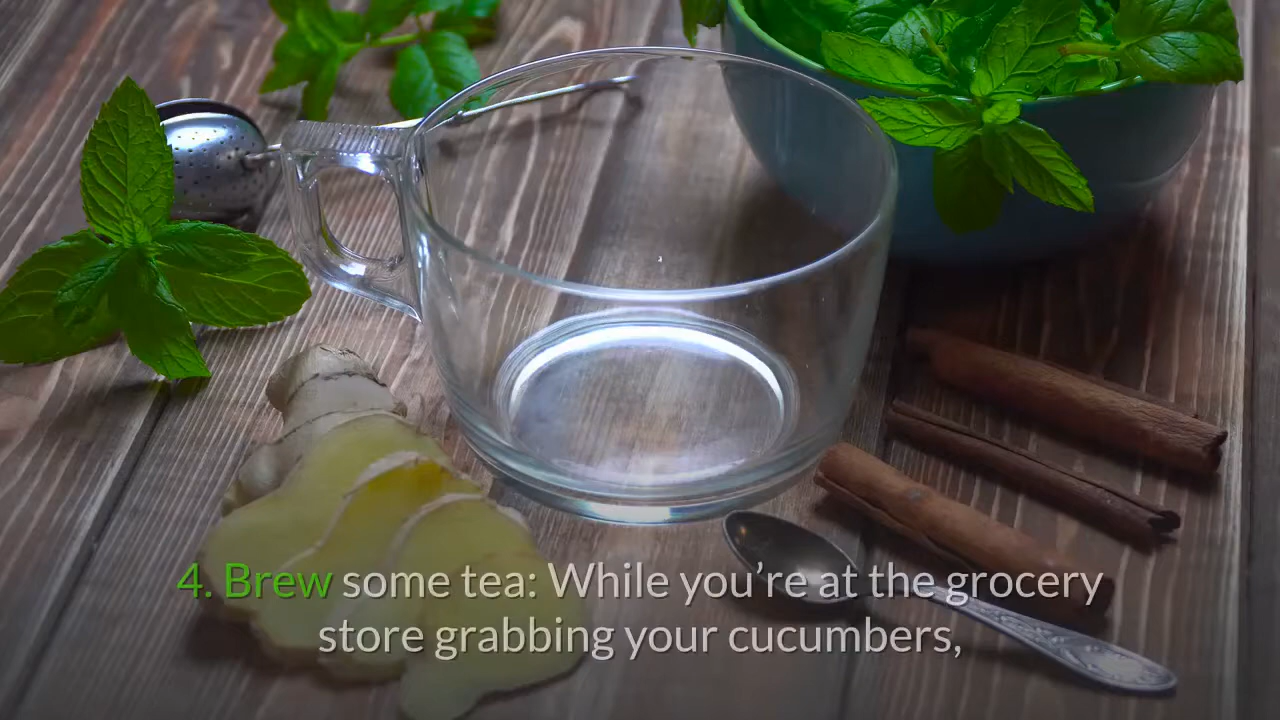 4. Brew some tea: While you’re at the grocery
store grabbing your cucumbers,